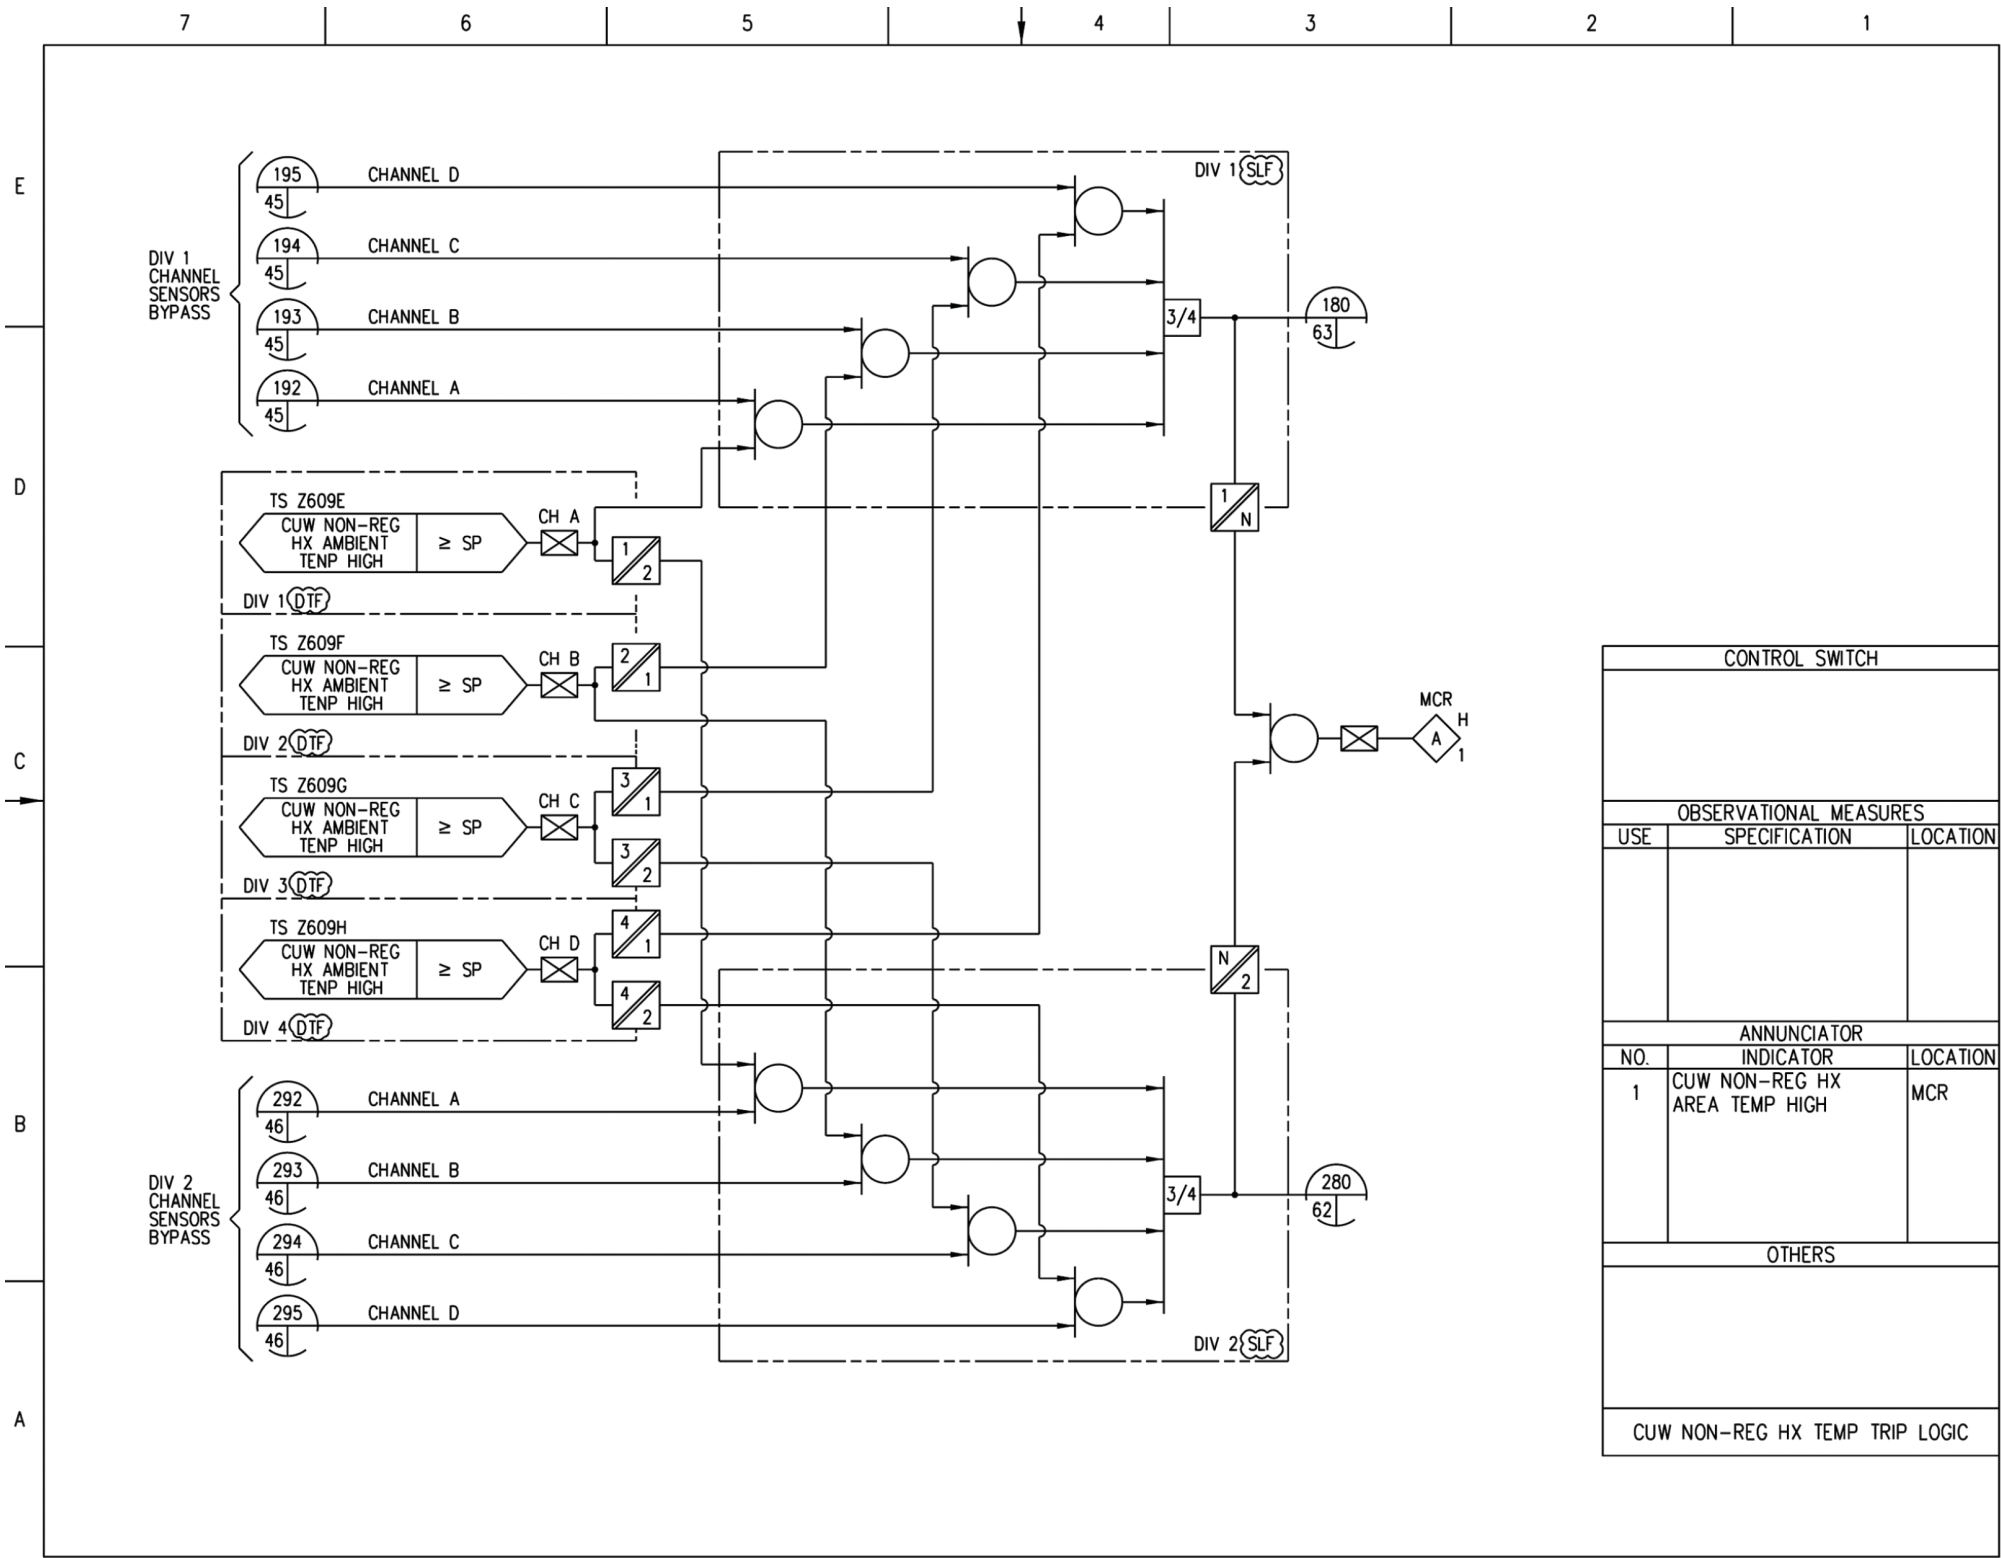 7 6 5 4 3 2 1
E
D
C
B
A
DIV 1
CHANNEL
SENSORS
BYPASS
195
45
CHANNEL D
194
45
CHANNEL C
193
45
CHANNEL B
192
45
CHANNEL A
DIV 1 SLF
3/4
180
63
1
N
TS Z609E
CUW NON-REG
HX AMBIENT
TENP HIGH
≥ SP
CH A
1
2
DIV 1 DTF
TS Z609F
CUW NON-REG
HX AMBIENT
TENP HIGH
≥ SP
CH B
2
1
DIV 2 DTF
TS Z609G
CUW NON-REG
HX AMBIENT
TENP HIGH
≥ SP
CH C
3
1
3
2
DIV 3 DTF
TS Z609H
CUW NON-REG
HX AMBIENT
TENP HIGH
≥ SP
CH D
4
1
4
2
DIV 4 DTF
MCR
H
A
1
N
2
DIV 2
CHANNEL
SENSORS
BYPASS
292
46
CHANNEL A
293
46
CHANNEL B
294
46
CHANNEL C
295
46
CHANNEL D
3/4
280
62
DIV 2 SLF
CONTROL SWITCH
OBSERVATIONAL MEASURES
USE SPECIFICATION LOCATION
ANNUNCIATOR
NO. INDICATOR LOCATION
1 CUW NON-REG HX MCR
AREA TEMP HIGH
OTHERS
CUW NON-REG HX TEMP TRIP LOGIC